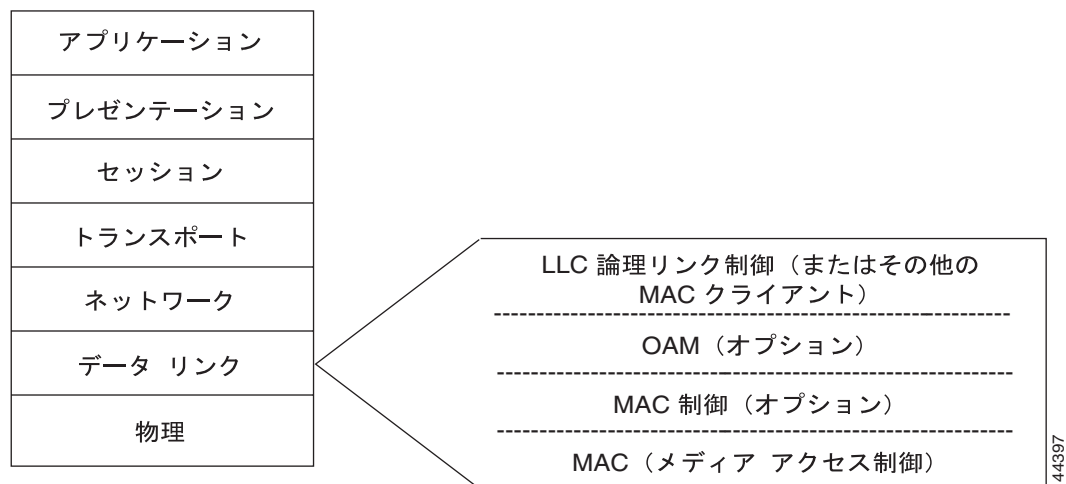 アプリケーション
プレゼンテーション
セッション
トランスポート
ネットワーク
データ リンク
物理
LLC 論理リンク制御（またはその他の
MAC クライアント）
OAM（オプション）
MAC 制御（オプション）
MAC（メディア アクセス制御）
44397